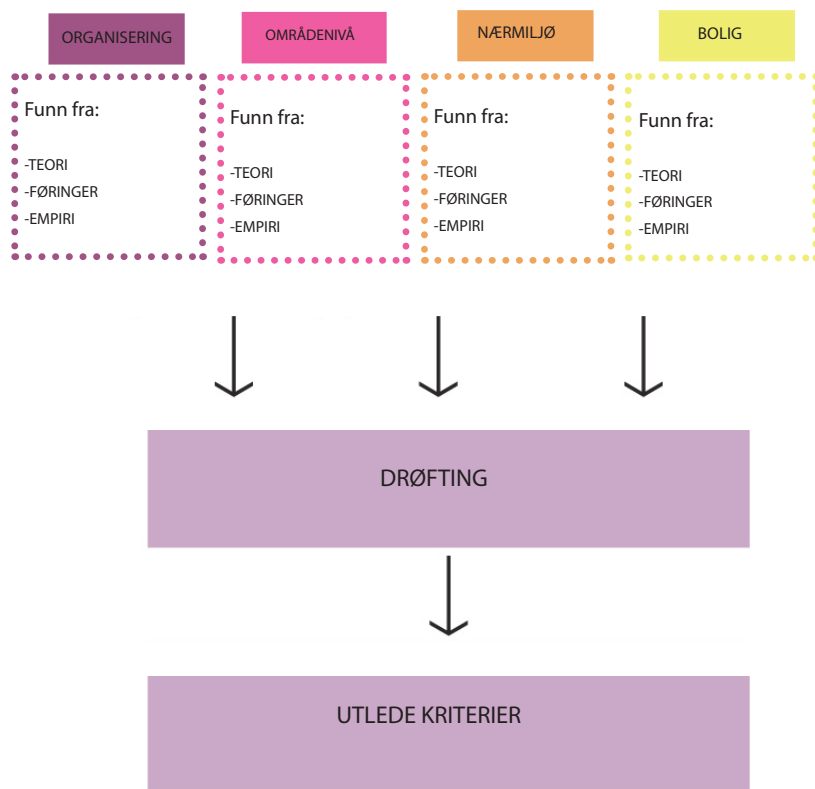 ORGANISERING
OMRÅDENIVÅ
NÆRMILJØ
BOLIG
Funn fra:
-TEORI
-FØRINGER
-EMPIRI
Funn fra:
-TEORI
-FØRINGER
-EMPIRI
Funn fra:
-TEORI
-FØRINGER
-EMPIRI
Funn fra:
-TEORI
-FØRINGER
-EMPIRI
DRØFTING
UTLEDE KRITERIER